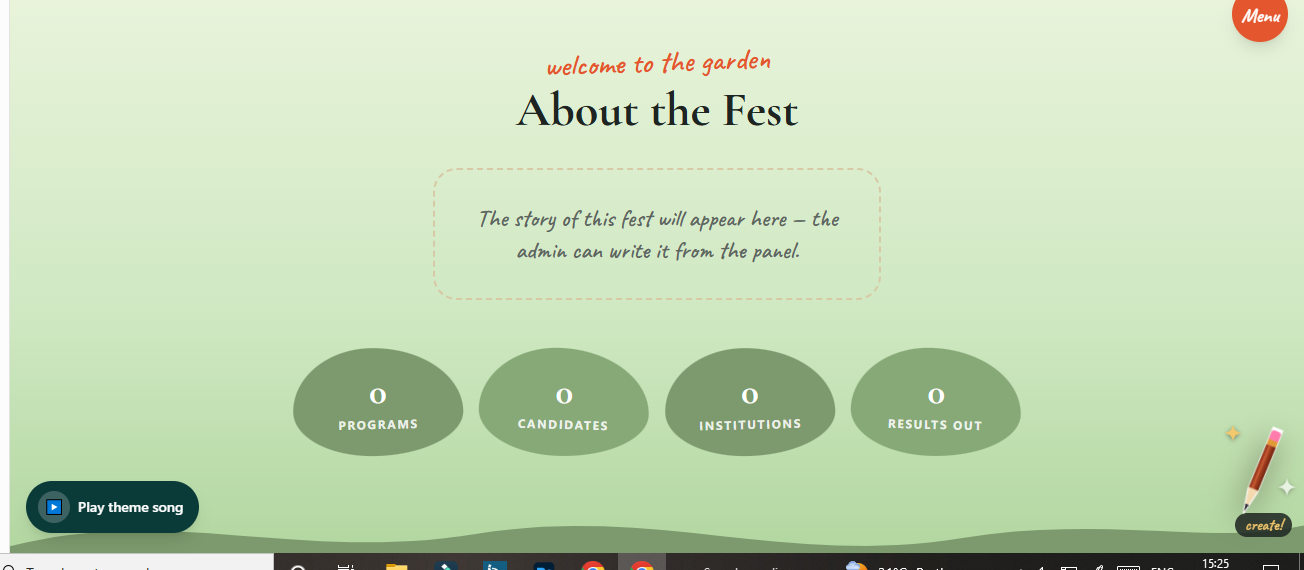 Menu
welcome to the garden
About the Fest
The story of this fest will appear here – the
admin can write it from the panel.
0
PROGRAMS
0
CANDIDATES
0
INSTITUTIONS
0
RESULTS OUT
Play theme song
create!
15:25